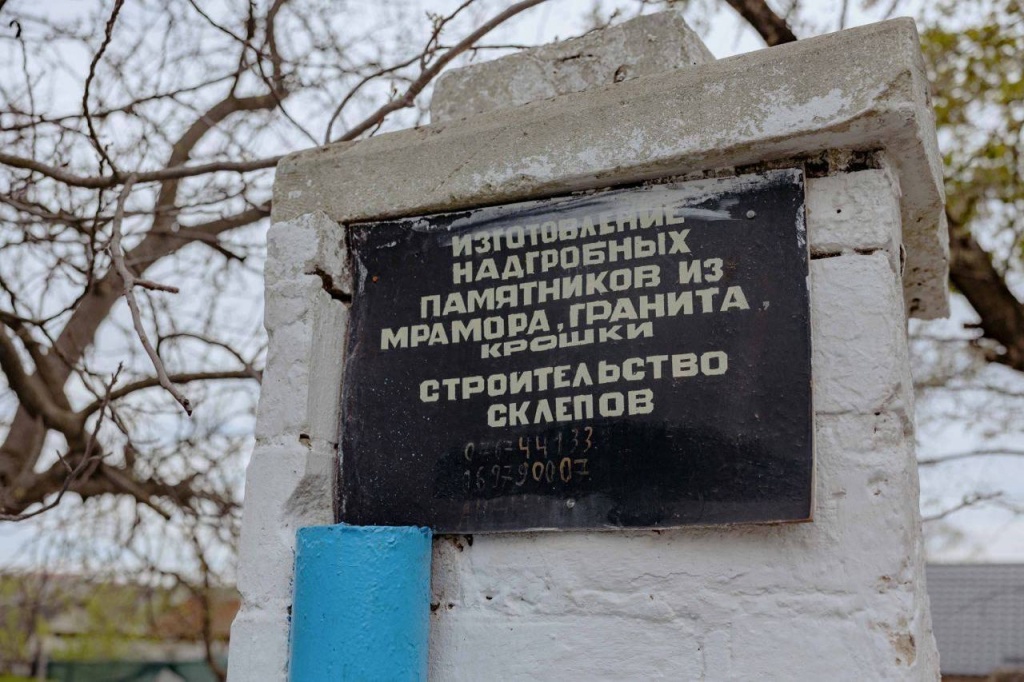 ИЗГОТОВЛЕНИЕ
НАДГРОБНЫХ
ПАМЯТНИКОВ ИЗ
МРАМОРА, ГРАНИТА
КРОШКИ
СТРОИТЕЛЬСТВО
СКЛЕПОВ